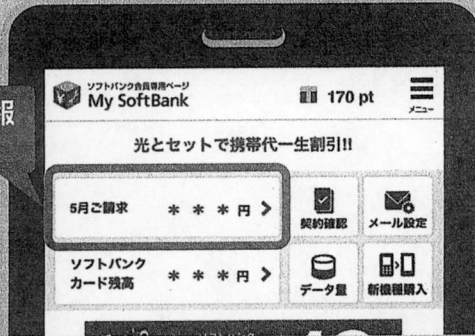 報
ソフトバンク会員専用ページ
My SoftBank
170 pt
メニュー
光とセットで携帯代一生割引!!
5月ご請求
＊ ＊ ＊ 円 >
契約確認
メール設定
ソフトバンク
カード残高
＊ ＊ ＊ 円 >
データ量
新機種購入